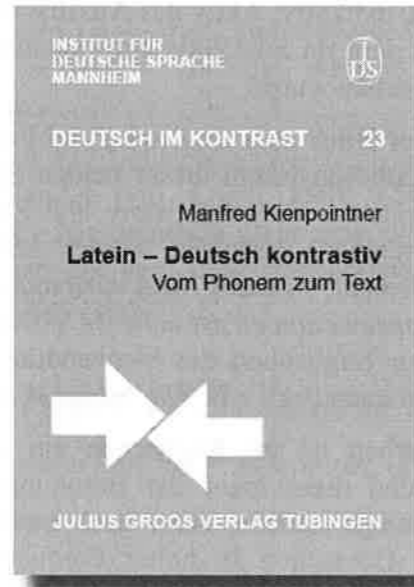 INSTITUT FÜR
DEUTSCHE SPRACHE
MANNHEIM
IDS
DEUTSCH IM KONTRAST 23
Manfred Kienpointner
Latein – Deutsch kontrastiv
Vom Phonem zum Text
JULIUS GROOS VERLAG TÜBINGEN